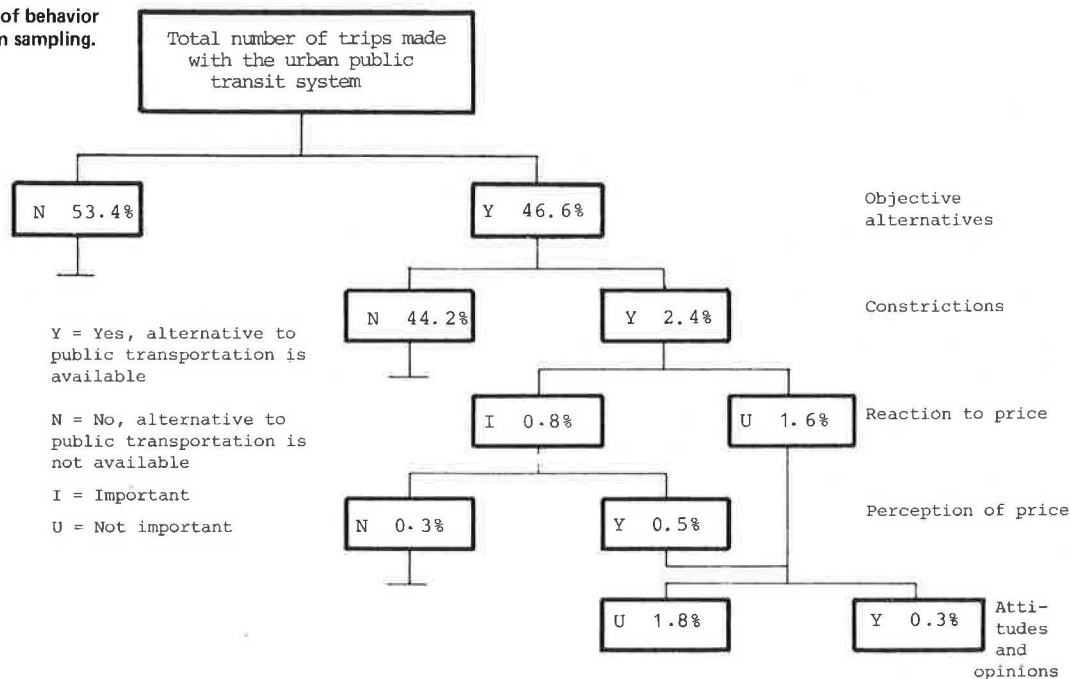 of behavior
n sampling.
Total number of trips made
with the urban public
transit system
N 53.4%
Y 46.6%
Objective
alternatives
N 44.2%
Y 2.4%
Constrictions
Y = Yes, alternative to
public transportation is
available
N = No, alternative to
public transportation is
not available
I = Important
U = Not important
I 0.8%
U 1.6%
Reaction to price
N 0.3%
Y 0.5%
Perception of price
U 1.8%
Y 0.3%
Atti-
tudes
and
opinions